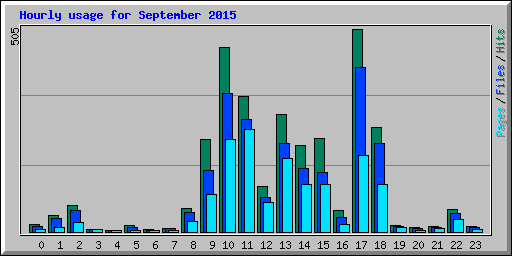 Hourly usage for September 2015
505
Pages / Files / Hits
0 1 2 3 4 5 6 7 8 9 10 11 12 13 14 15 16 17 18 19 20 21 22 23